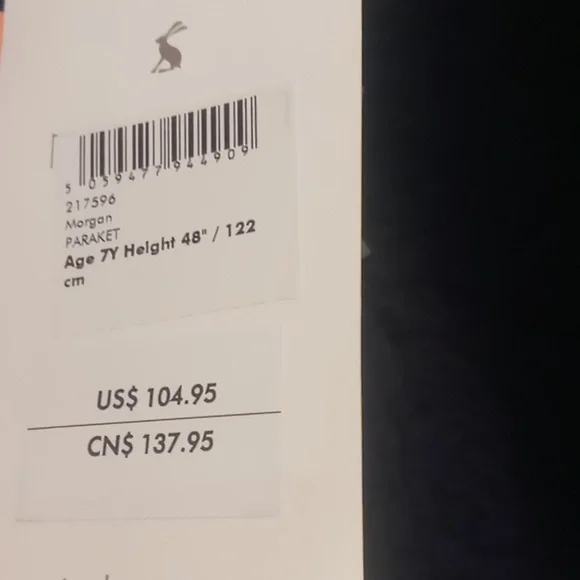 5 059477 944909
217596
Morgan
PARAKET
Age 7Y Height 48" / 122
cm
US$ 104.95
CN$ 137.95